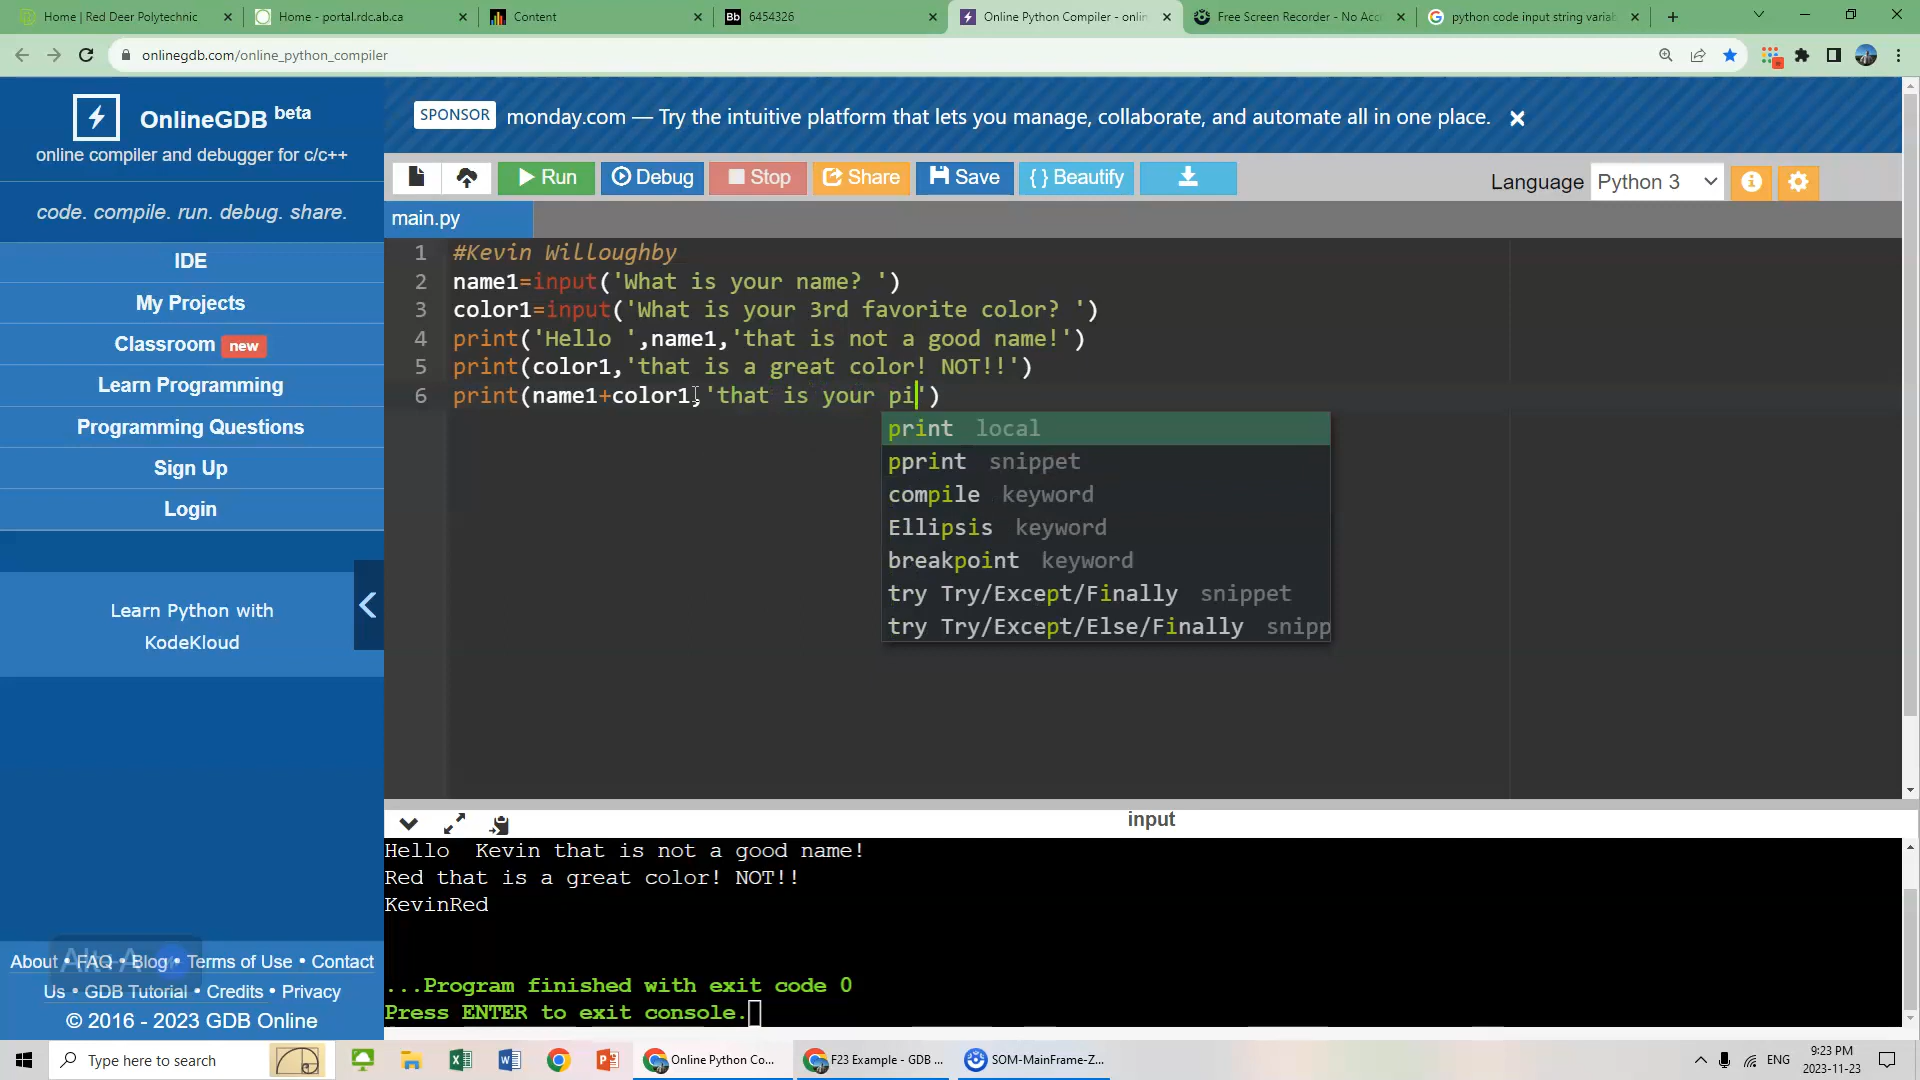 Home | Red Deer Polytechnic
Home - portal.rdc.ab.ca
Content
Bb 6454326
Online Python Compiler - onlin
Free Screen Recorder - No Acc
python code input string variab
onlinegdb.com/online_python_compiler
OnlineGDB beta
online compiler and debugger for c/c++
code. compile. run. debug. share.
IDE
My Projects
Classroom new
Learn Programming
Programming Questions
Sign Up
Login
Learn Python with
KodeKloud
About • FAQ • Blog • Terms of Use • Contact
Us • GDB Tutorial • Credits • Privacy
© 2016 - 2023 GDB Online
SPONSOR monday.com — Try the intuitive platform that lets you manage, collaborate, and automate all in one place.
Run Debug Stop Share Save { } Beautify
Language Python 3
main.py
1 #Kevin Willoughby
2 name1=input('What is your name? ')
3 color1=input('What is your 3rd favorite color? ')
4 print('Hello ',name1,'that is not a good name!')
5 print(color1,'that is a great color! NOT!!')
6 print(name1+color1,'that is your pi')
print local
pprint snippet
compile keyword
Ellipsis keyword
breakpoint keyword
try Try/Except/Finally snippet
try Try/Except/Else/Finally snipp
input
Hello  Kevin that is not a good name!
Red that is a great color! NOT!!
KevinRed
...Program finished with exit code 0
Press ENTER to exit console.
Type here to search
Online Python Co...
F23 Example - GDB ...
SOM-MainFrame-Z...
ENG
9:23 PM
2023-11-23